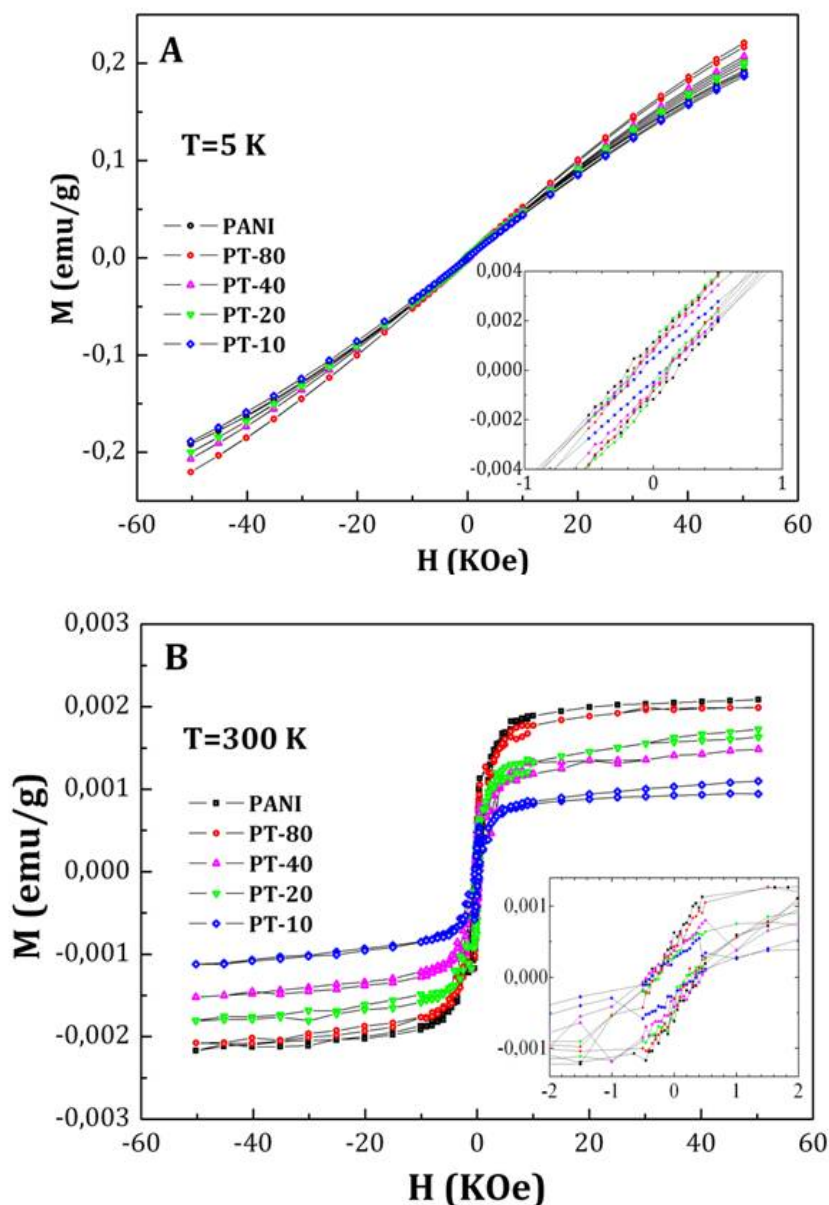 A
T=5 K
PANI
PT-80
PT-40
PT-20
PT-10
M (emu/g)
0,2
0,1
0,0
-0,1
-0,2
-60 -40 -20 0 20 40 60
H (KOe)
0,004
0,002
0,000
-0,002
-0,004
-1 0 1
B
T=300 K
PANI
PT-80
PT-40
PT-20
PT-10
M (emu/g)
0,003
0,002
0,001
0,000
-0,001
-0,002
-0,003
-60 -40 -20 0 20 40 60
H (KOe)
0,001
0,000
-0,001
-2 -1 0 1 2